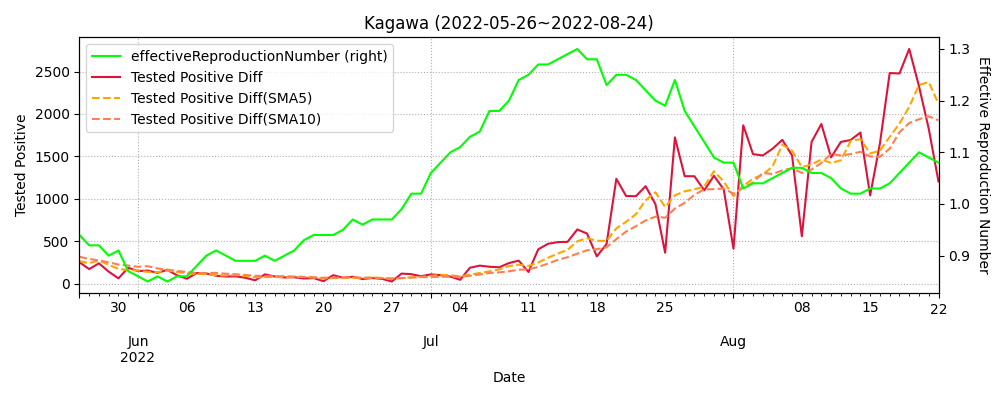 Kagawa (2022-05-26~2022-08-24)
effectiveReproductionNumber (right)
Tested Positive Diff
Tested Positive Diff(SMA5)
Tested Positive Diff(SMA10)
Tested Positive
2500
2000
1500
1000
500
0
1.3
1.2
1.1
1.0
0.9
Effective Reproduction Number
30 06 13 20 27 04 11 18 25 08 15 22
Jun Jul Aug
2022
Date